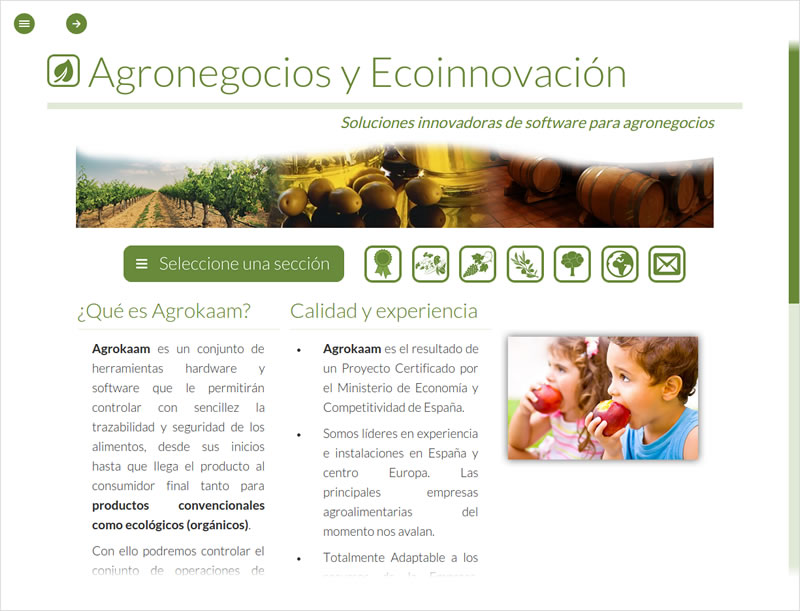 Agronegocios y Ecoinnovación
Soluciones innovadoras de software para agronegocios
Seleccione una sección
¿Qué es Agrokaam?
Agrokaam es un conjunto de
herramientas hardware y
software que le permitirán
controlar con sencillez la
trazabilidad y seguridad de los
alimentos, desde sus inicios
hasta que llega el producto al
consumidor final tanto para
productos convencionales
como ecológicos (orgánicos).
Con ello podremos controlar el
conjunto de operaciones de
Calidad y experiencia
• Agrokaam es el resultado de
un Proyecto Certificado por
el Ministerio de Economía y
Competitividad de España.
• Somos líderes en experiencia
e instalaciones en España y
centro Europa. Las
principales empresas
agroalimentarias del
momento nos avalan.
• Totalmente Adaptable a los